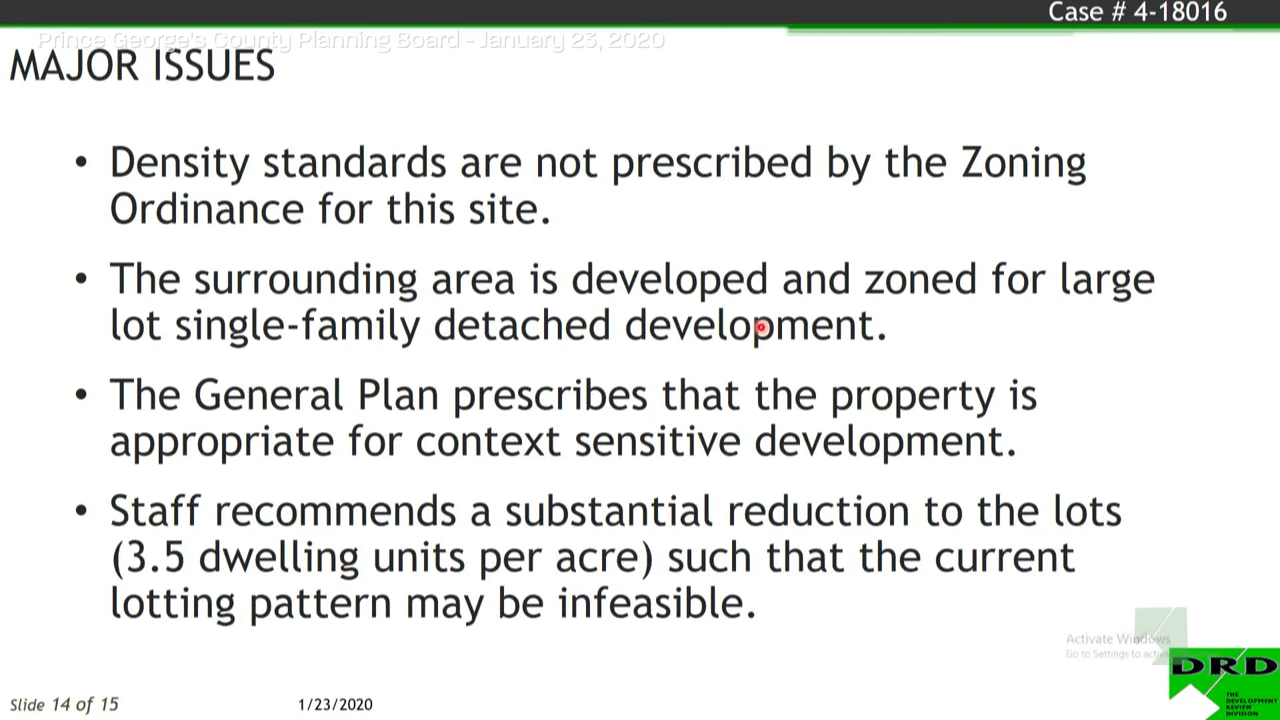 Case # 4-18016
Prince George's County Planning Board - January 23, 2020
MAJOR ISSUES
• Density standards are not prescribed by the Zoning
Ordinance for this site.
• The surrounding area is developed and zoned for large
lot single-family detached development.
• The General Plan prescribes that the property is
appropriate for context sensitive development.
• Staff recommends a substantial reduction to the lots
(3.5 dwelling units per acre) such that the current
lotting pattern may be infeasible.
Activate Windows
Go to Settings to
DRD
THE
DEVELOPMENT
REVIEW
DIVISION
Slide 14 of 15
1/23/2020